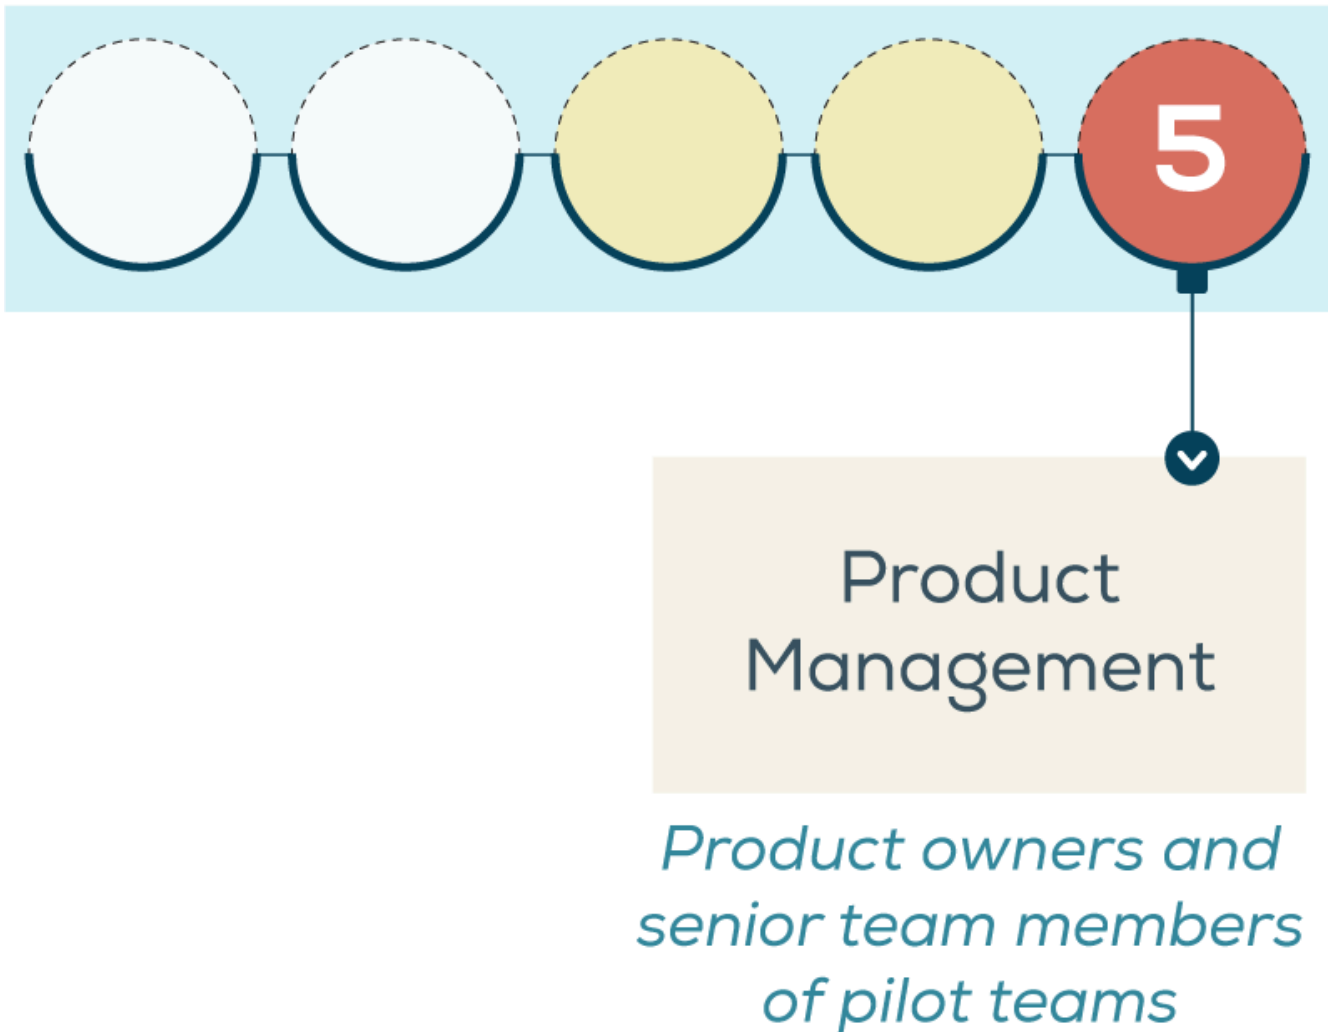 5
Product
Management
Product owners and
senior team members
of pilot teams